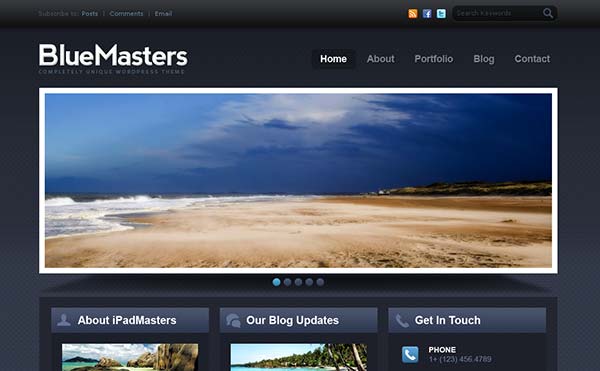 Subscribe to: Posts | Comments | Email
Search Keywords
BlueMasters
COMPLETELY UNIQUE WORDPRESS THEME
Home About Portfolio Blog Contact
About iPadMasters
Our Blog Updates
Get In Touch
PHONE
1+ (123) 456.4789